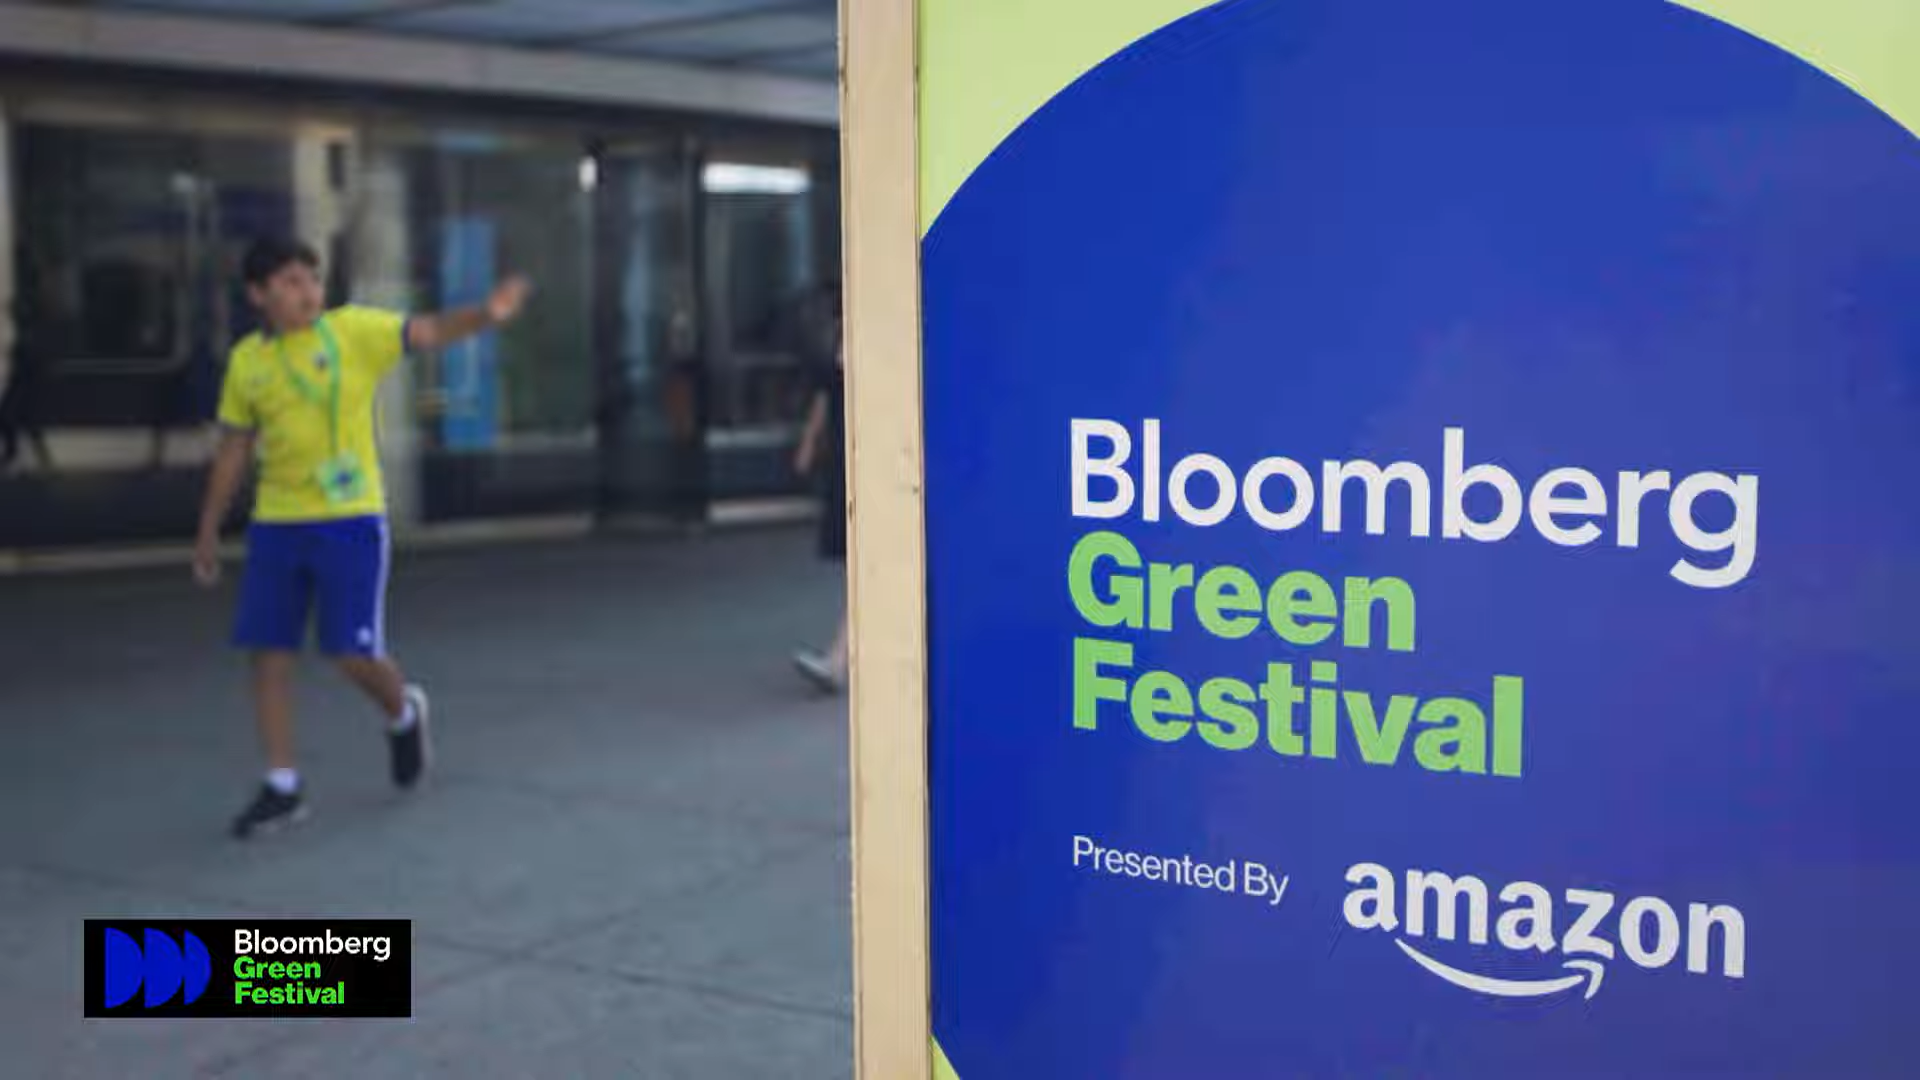 Bloomberg
Green
Festival
Presented By amazon
Bloomberg
Green
Festival